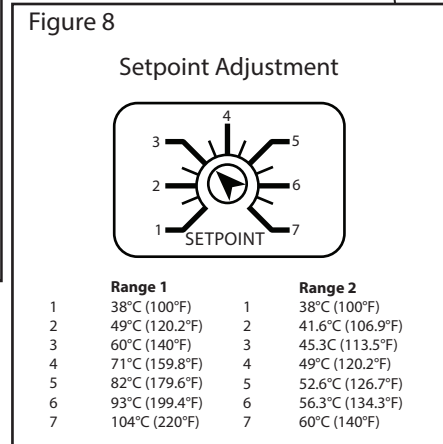 Figure 8
Setpoint Adjustment
4
3 5
2 6
1 7
SETPOINT
Range 1 Range 2
1 38°C (100°F) 1 38°C (100°F)
2 49°C (120.2°F) 2 41.6°C (106.9°F)
3 60°C (140°F) 3 45.3C (113.5°F)
4 71°C (159.8°F) 4 49°C (120.2°F)
5 82°C (179.6°F) 5 52.6°C (126.7°F)
6 93°C (199.4°F) 6 56.3°C (134.3°F)
7 104°C (220°F) 7 60°C (140°F)